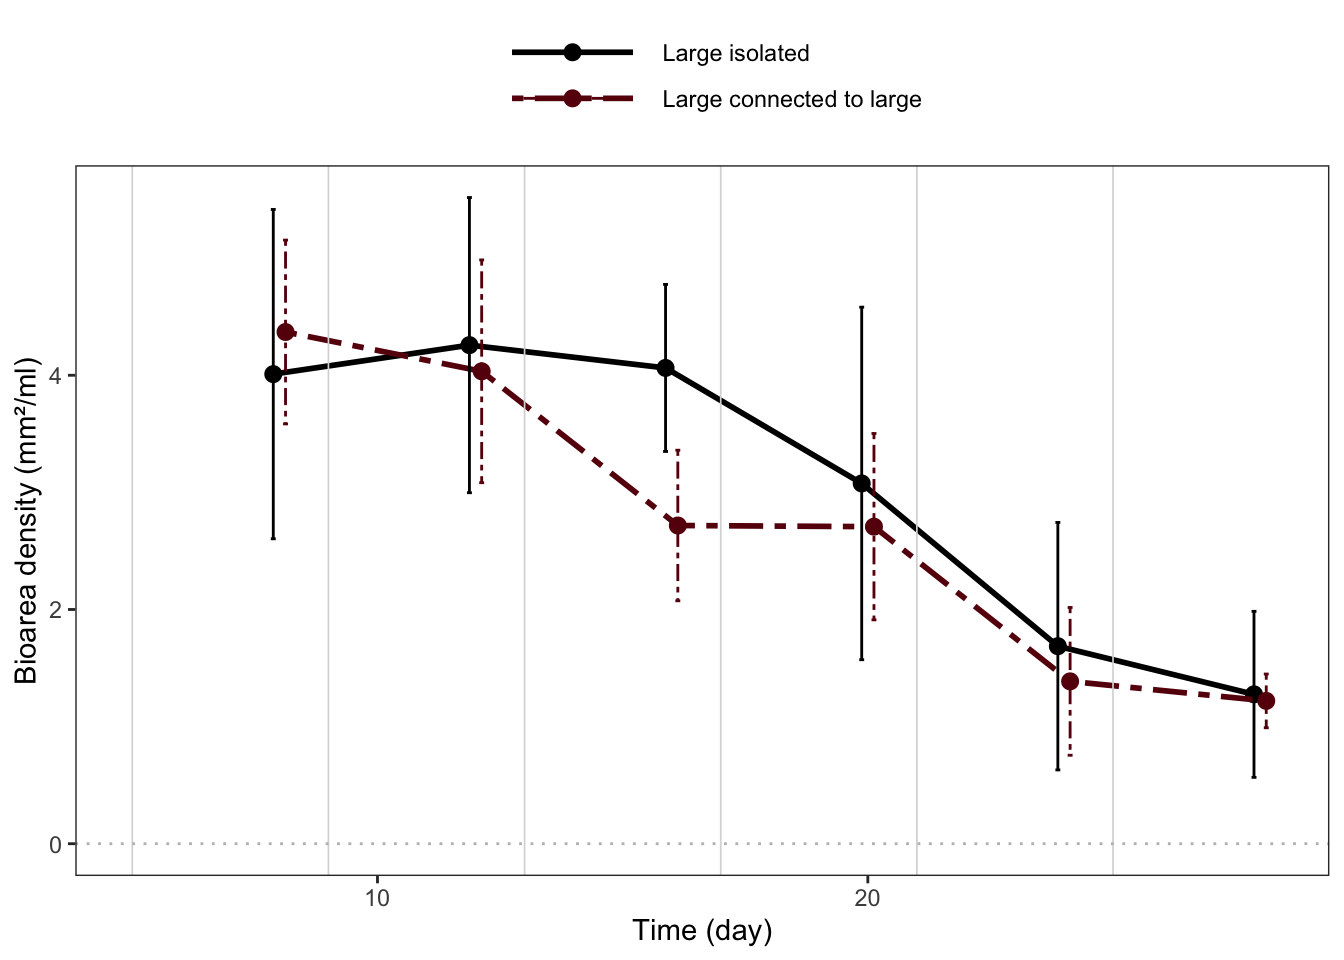 Large isolated
Large connected to large
Bioarea density (mm²/ml)
4
2
0
10
20
Time (day)